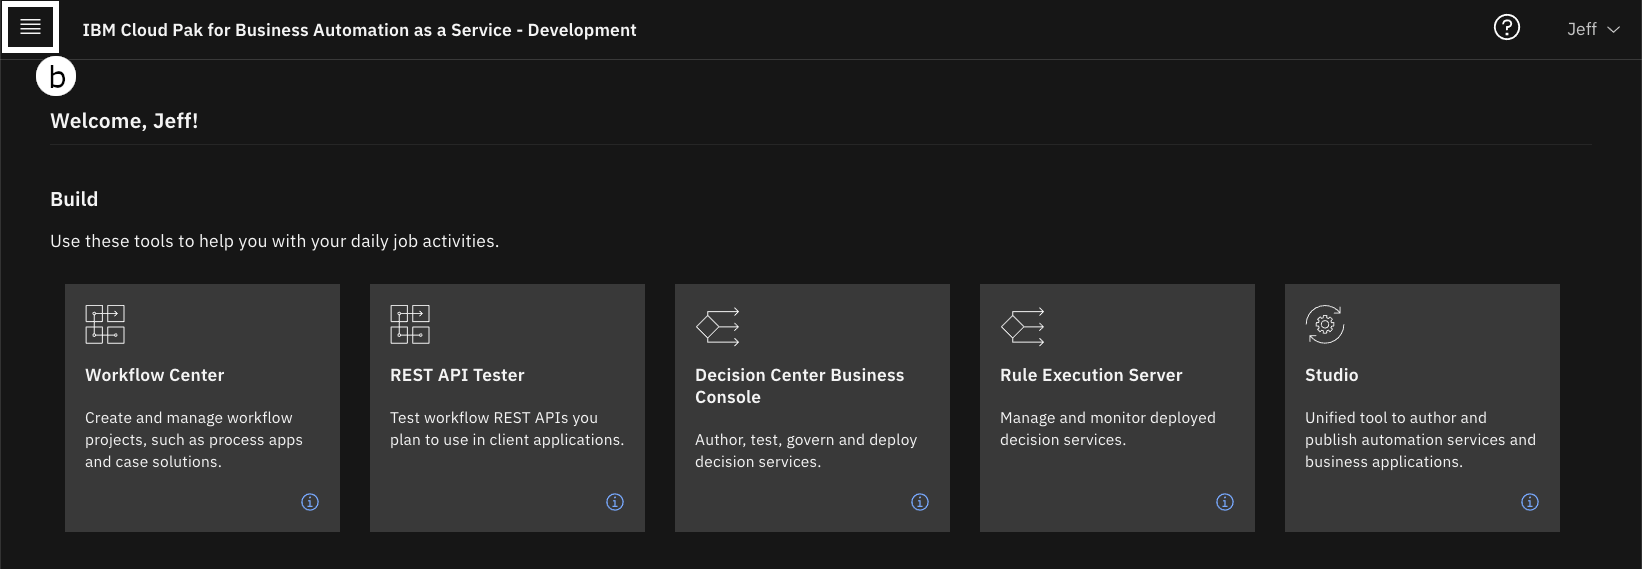 IBM Cloud Pak for Business Automation as a Service - Development
Jeff
b
Welcome, Jeff!
Build
Use these tools to help you with your daily job activities.
Workflow Center
Create and manage workflow
projects, such as process apps
and case solutions.
REST API Tester
Test workflow REST APIs you
plan to use in client applications.
Decision Center Business
Console
Author, test, govern and deploy
decision services.
Rule Execution Server
Manage and monitor deployed
decision services.
Studio
Unified tool to author and
publish automation services and
business applications.